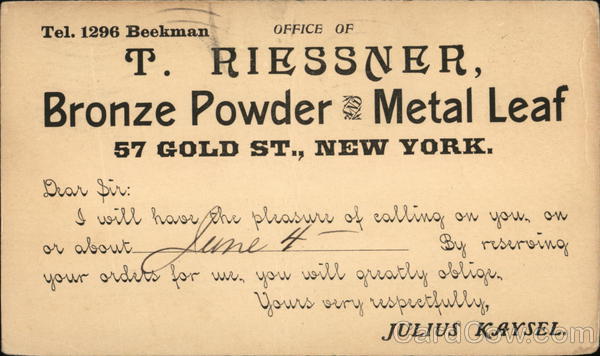 Tel. 1296 Beekman
OFFICE OF
T. RIESSNER,
Bronze Powder AND Metal Leaf
57 GOLD ST., NEW YORK.
Dear Sir:
I will have the pleasure of calling on you, on
or about June 4 By reserving
your orders for me, you will greatly oblige,
Yours very respectfully,
JULIUS KAYSEL.
CardCow.com